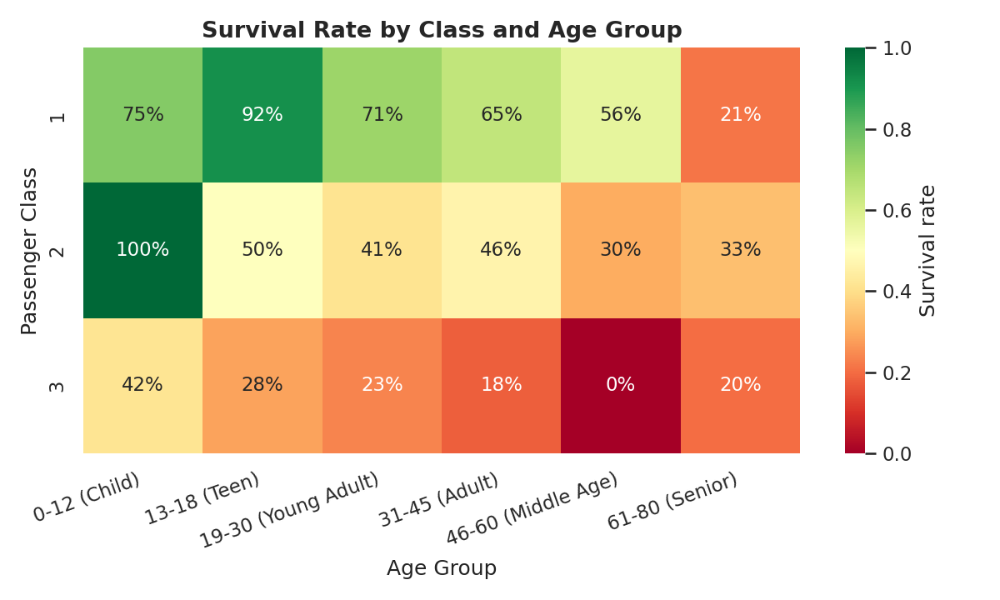 Survival Rate by Class and Age Group
Passenger Class
1
75% 92% 71% 65% 56% 21%
2
100% 50% 41% 46% 30% 33%
3
42% 28% 23% 18% 0% 20%
0-12 (Child)
13-18 (Teen)
19-30 (Young Adult)
31-45 (Adult)
46-60 (Middle Age)
61-80 (Senior)
Age Group
1.0
0.8
0.6
0.4
0.2
0.0
Survival rate